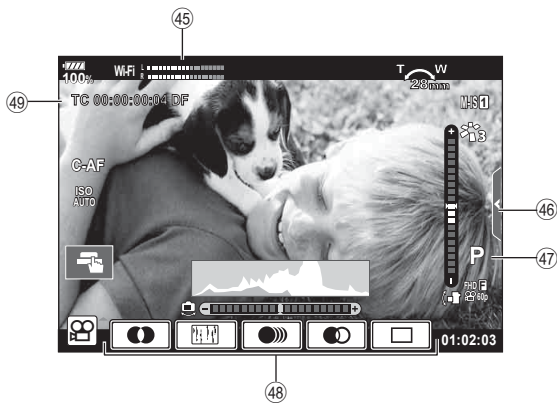 45
100%
Wi-Fi
L
R
T W
28mm
49
TC 00:00:00:04 DF
M-IS 1
3
C-AF
ISO
AUTO
+
46
P
47
−
FHD F
60p
− +
01:02:03
48